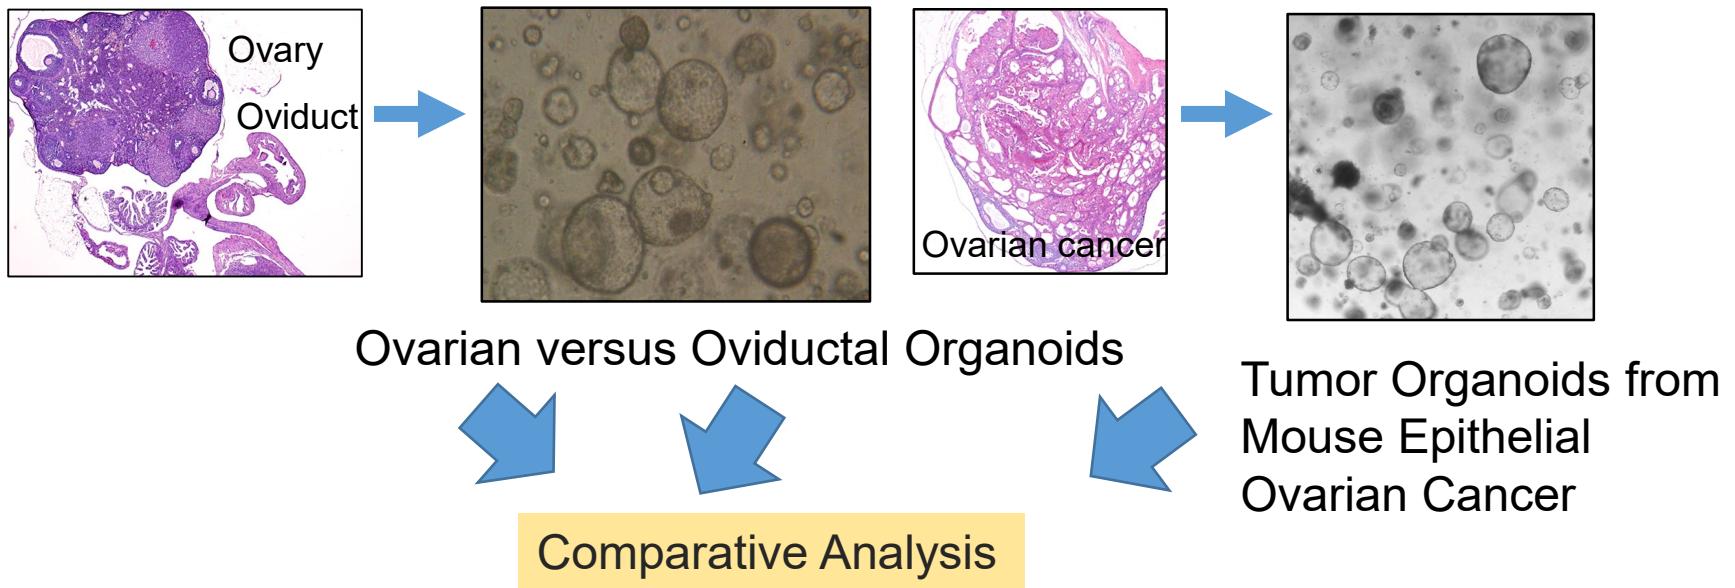 Ovary
Oviduct
Ovarian cancer
Ovarian versus Oviductal Organoids
Tumor Organoids from
Mouse Epithelial
Ovarian Cancer
Comparative Analysis